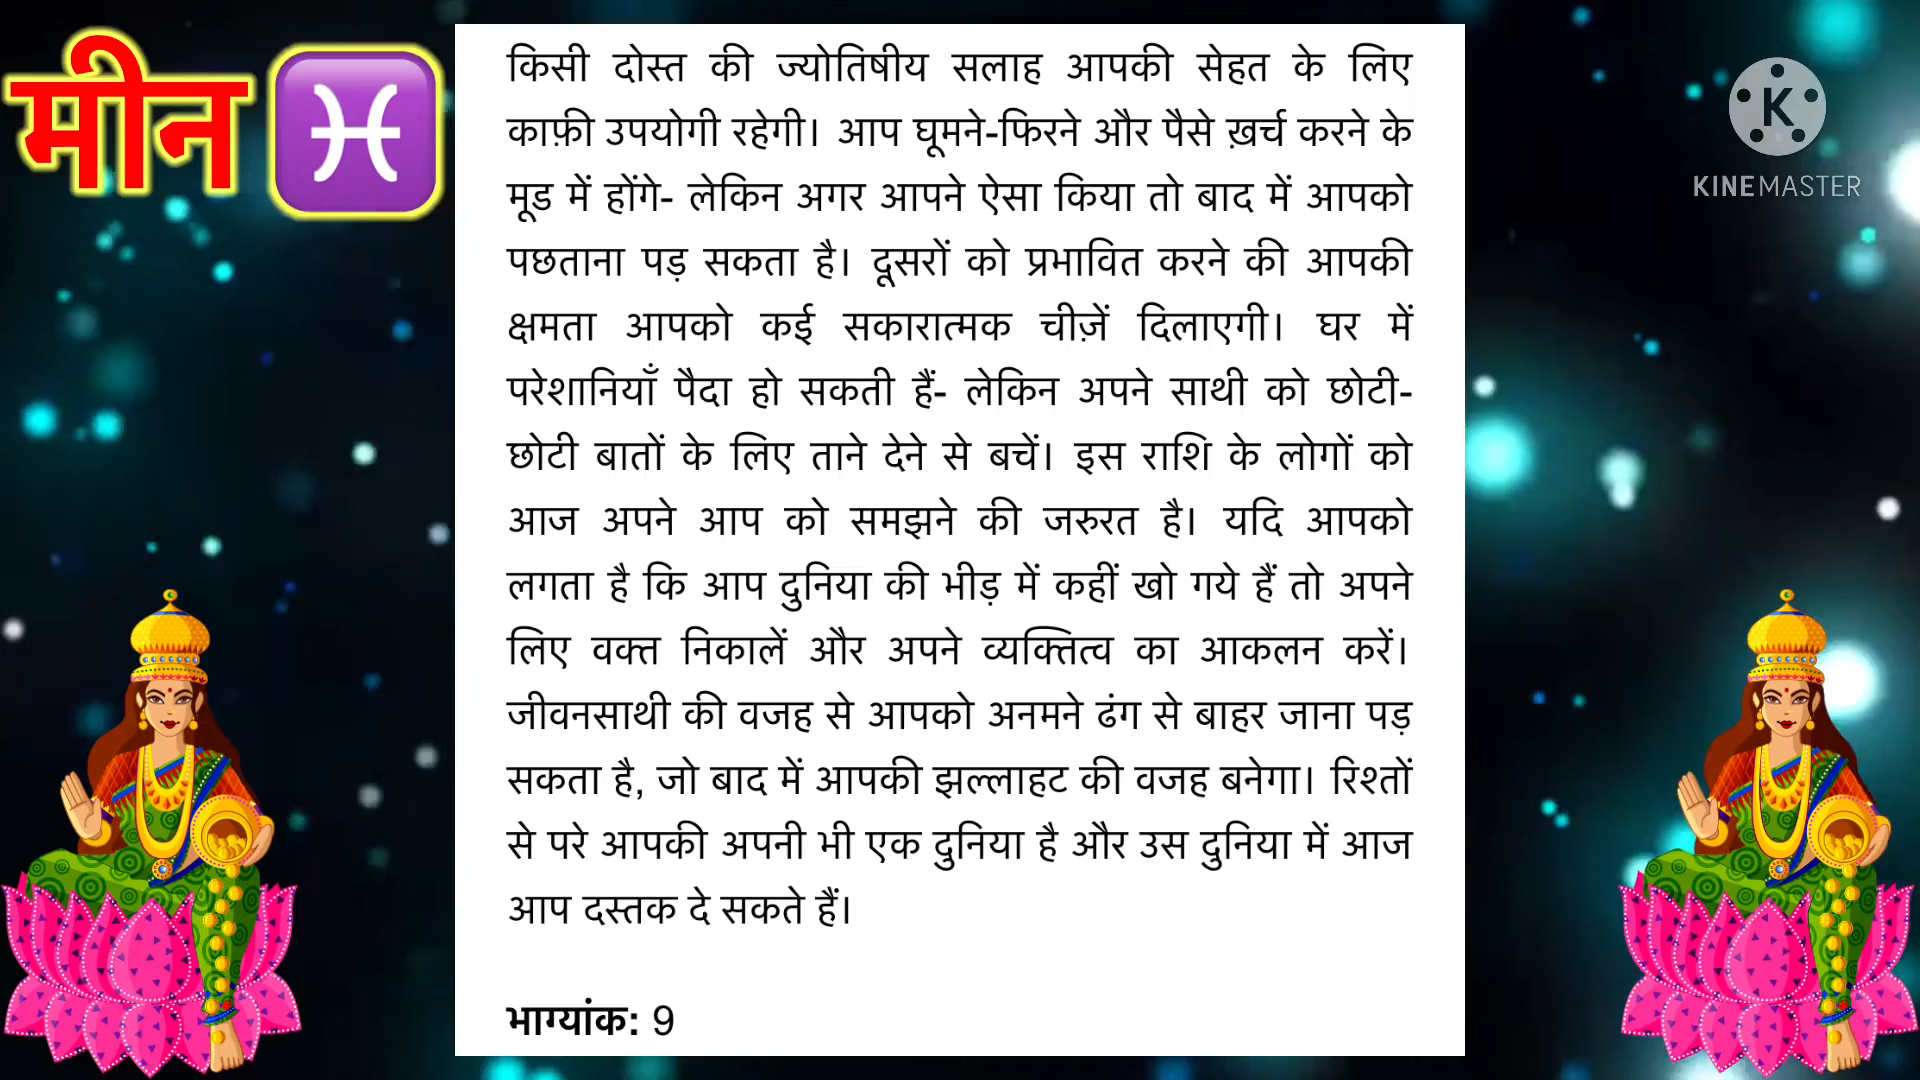 मीन
किसी दोस्त की ज्योतिषीय सलाह आपकी सेहत के लिए
काफ़ी उपयोगी रहेगी। आप घूमने-फिरने और पैसे ख़र्च करने के
मूड में होंगे- लेकिन अगर आपने ऐसा किया तो बाद में आपको
पछताना पड़ सकता है। दूसरों को प्रभावित करने की आपकी
क्षमता आपको कई सकारात्मक चीज़ें दिलाएगी। घर में
परेशानियाँ पैदा हो सकती हैं- लेकिन अपने साथी को छोटी-
छोटी बातों के लिए ताने देने से बचें। इस राशि के लोगों को
आज अपने आप को समझने की जरुरत है। यदि आपको
लगता है कि आप दुनिया की भीड़ में कहीं खो गये हैं तो अपने
लिए वक्त निकालें और अपने व्यक्तित्व का आकलन करें।
जीवनसाथी की वजह से आपको अनमने ढंग से बाहर जाना पड़
सकता है, जो बाद में आपकी झल्लाहट की वजह बनेगा। रिश्तों
से परे आपकी अपनी भी एक दुनिया है और उस दुनिया में आज
आप दस्तक दे सकते हैं।
भाग्यांक: 9
K
KINEMASTER